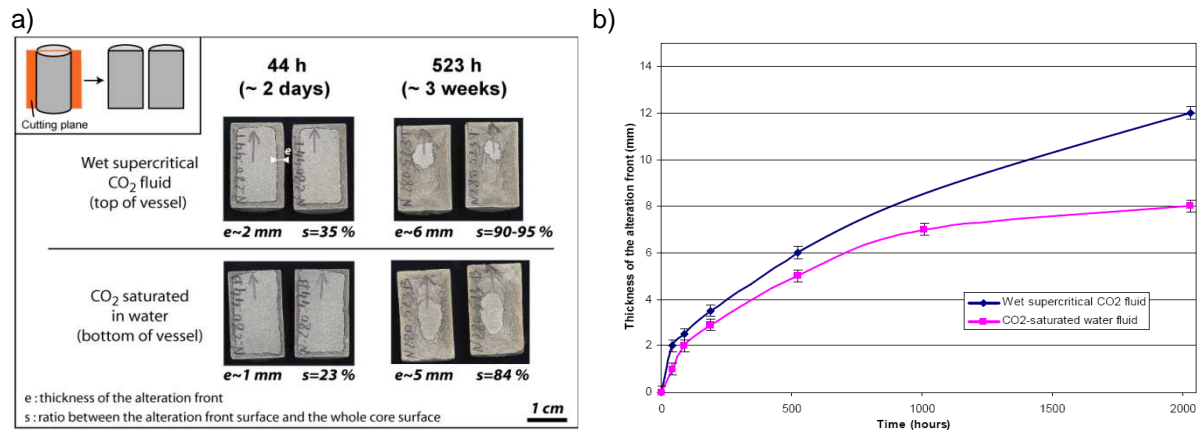 a)
Cutting plane
44 h
(~ 2 days)
523 h
(~ 3 weeks)
Wet supercritical
CO₂ fluid
(top of vessel)
e
e~2 mm s=35 %
e~6 mm s=90-95 %
CO₂ saturated
in water
(bottom of vessel)
e~1 mm s=23 %
e~5 mm s=84 %
e : thickness of the alteration front
s : ratio between the alteration front surface and the whole core surface
1 cm
b)
Thickness of the alteration front (mm)
14
12
10
8
6
4
2
0
Wet supercritical CO2 fluid
CO2-saturated water fluid
0 500 1000 1500 2000
Time (hours)